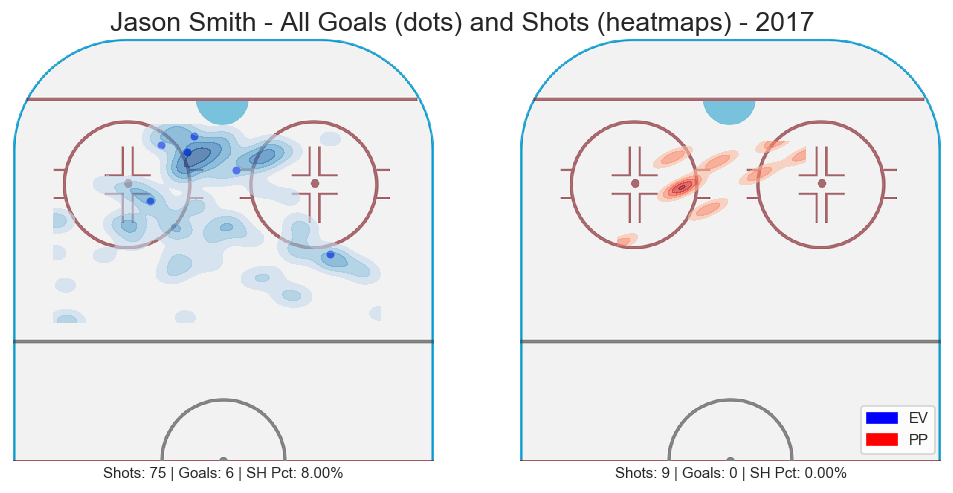 Jason Smith - All Goals (dots) and Shots (heatmaps) - 2017
EV
PP
Shots: 75 | Goals: 6 | SH Pct: 8.00%
Shots: 9 | Goals: 0 | SH Pct: 0.00%